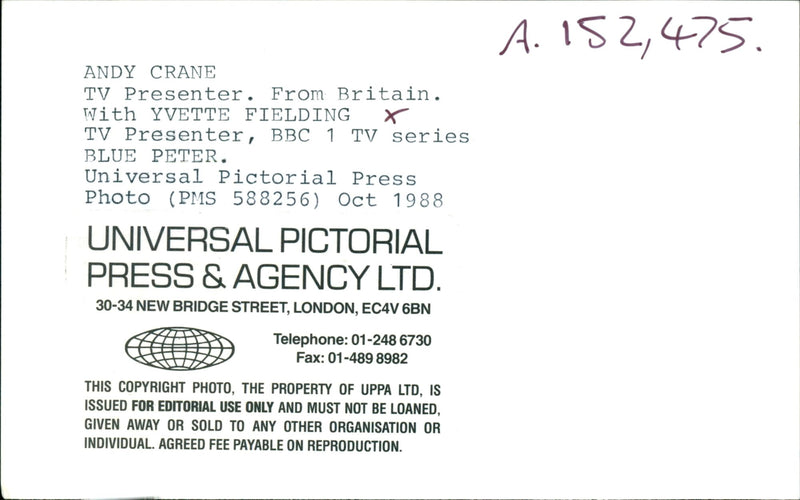 A. 152,475.
ANDY CRANE
TV Presenter. From Britain.
With YVETTE FIELDING x
TV Presenter, BBC 1 TV series
BLUE PETER.
Universal Pictorial Press
Photo (PMS 588256) Oct 1988
UNIVERSAL PICTORIAL
PRESS & AGENCY LTD.
30-34 NEW BRIDGE STREET, LONDON, EC4V 6BN
Telephone: 01-248 6730
Fax: 01-489 8982
THIS COPYRIGHT PHOTO, THE PROPERTY OF UPPA LTD, IS
ISSUED FOR EDITORIAL USE ONLY AND MUST NOT BE LOANED,
GIVEN AWAY OR SOLD TO ANY OTHER ORGANISATION OR
INDIVIDUAL. AGREED FEE PAYABLE ON REPRODUCTION.